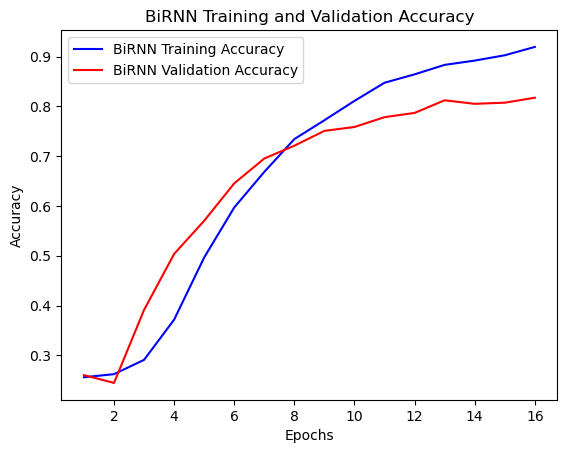 BiRNN Training and Validation Accuracy
BiRNN Training Accuracy
BiRNN Validation Accuracy
Accuracy
0.9
0.8
0.7
0.6
0.5
0.4
0.3
2 4 6 8 10 12 14 16
Epochs